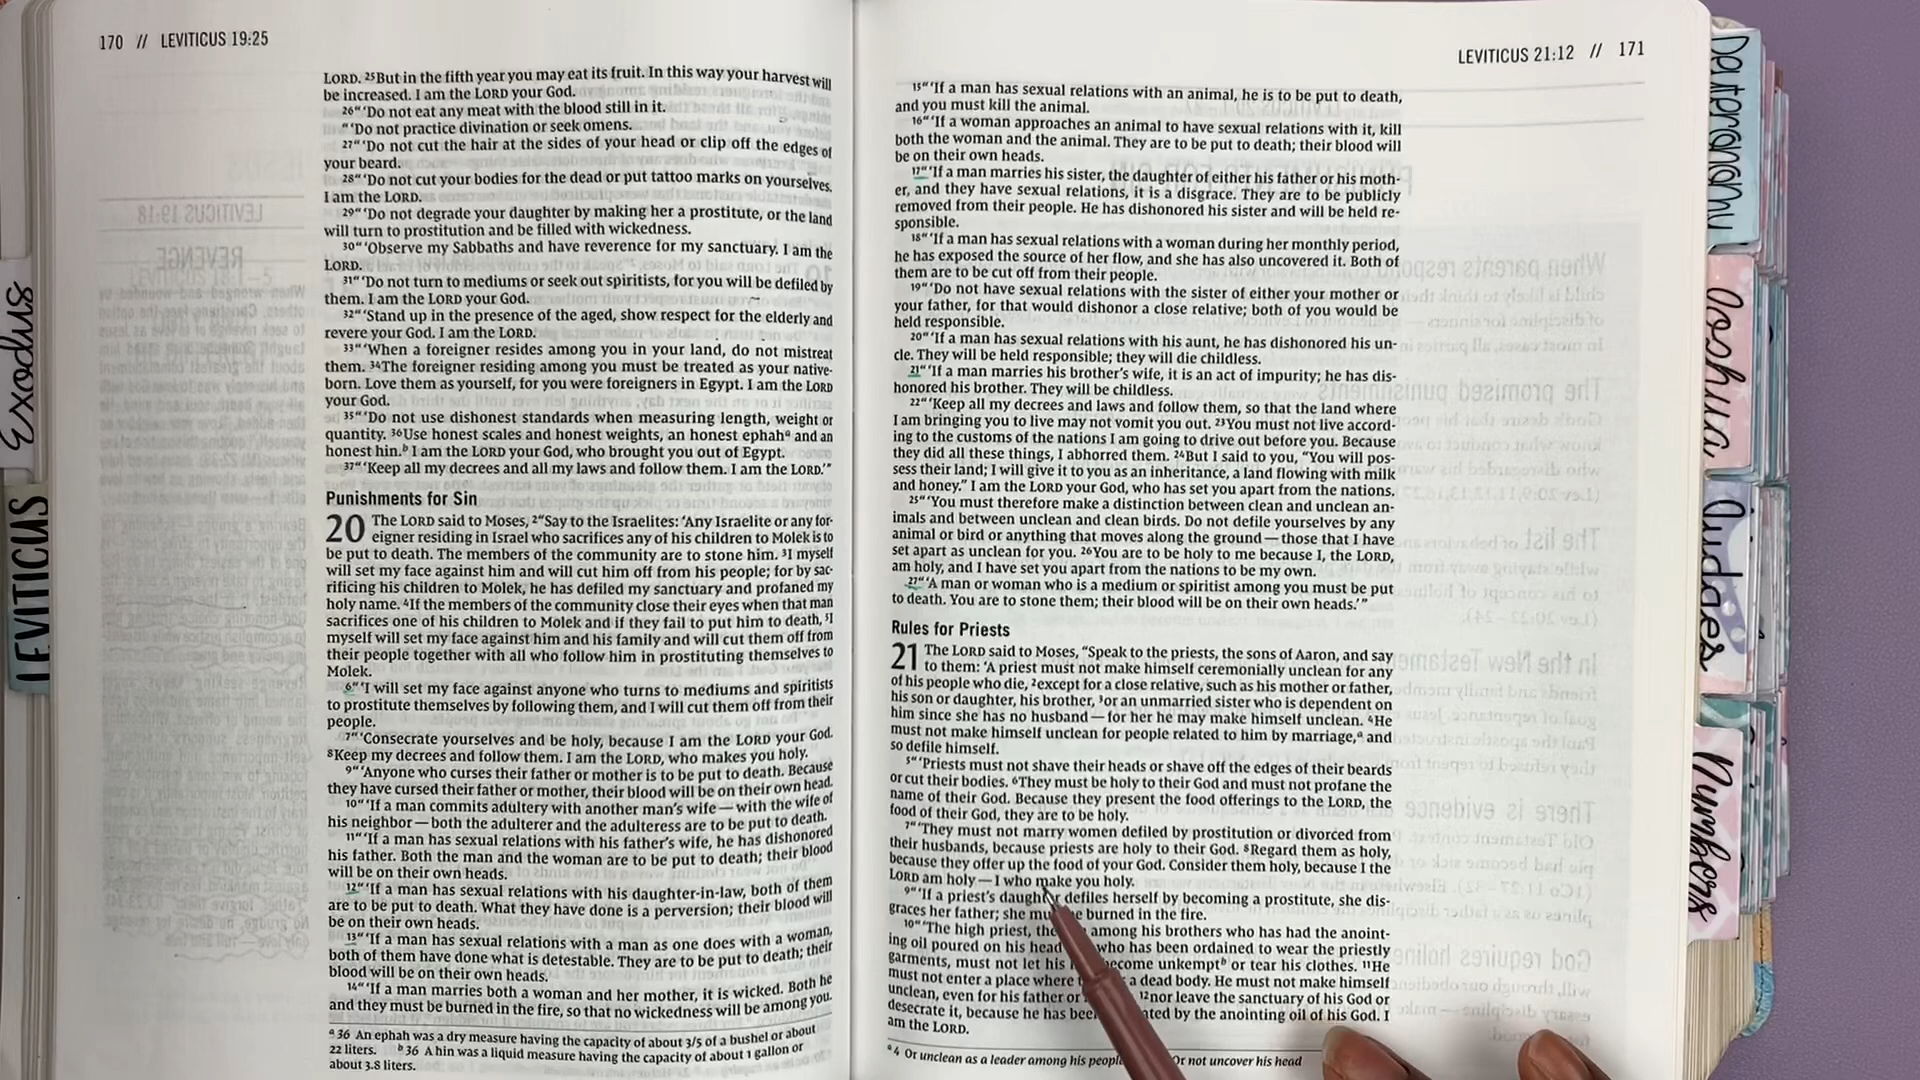 170 // LEVITICUS 19:25
LORD. 25But in the fifth year you may eat its fruit. In this way your harvest will
be increased. I am the LORD your God.
26“‘Do not eat any meat with the blood still in it.
“‘Do not practice divination or seek omens.
27“‘Do not cut the hair at the sides of your head or clip off the edges of
your beard.
28“‘Do not cut your bodies for the dead or put tattoo marks on yourselves.
I am the LORD.
29“‘Do not degrade your daughter by making her a prostitute, or the land
will turn to prostitution and be filled with wickedness.
30“‘Observe my Sabbaths and have reverence for my sanctuary. I am the
LORD.
31“‘Do not turn to mediums or seek out spiritists, for you will be defiled by
them. I am the LORD your God.
32“‘Stand up in the presence of the aged, show respect for the elderly and
revere your God. I am the LORD.
33“‘When a foreigner resides among you in your land, do not mistreat
them. 34The foreigner residing among you must be treated as your native-
born. Love them as yourself, for you were foreigners in Egypt. I am the LORD
your God.
35“‘Do not use dishonest standards when measuring length, weight or
quantity. 36Use honest scales and honest weights, an honest ephaha and an
honest hin.b I am the LORD your God, who brought you out of Egypt.
37“‘Keep all my decrees and all my laws and follow them. I am the LORD.’”
Punishments for Sin
20 The LORD said to Moses, 2“Say to the Israelites: ‘Any Israelite or any for-
eigner residing in Israel who sacrifices any of his children to Molek is to
be put to death. The members of the community are to stone him. 3I myself
will set my face against him and will cut him off from his people; for by sac-
rificing his children to Molek, he has defiled my sanctuary and profaned my
holy name. 4If the members of the community close their eyes when that man
sacrifices one of his children to Molek and if they fail to put him to death, 5I
myself will set my face against him and his family and will cut them off from
their people together with all who follow him in prostituting themselves to
Molek.
6“‘I will set my face against anyone who turns to mediums and spiritists
to prostitute themselves by following them, and I will cut them off from their
people.
7“‘Consecrate yourselves and be holy, because I am the LORD your God.
8Keep my decrees and follow them. I am the LORD, who makes you holy.
9“‘Anyone who curses their father or mother is to be put to death. Because
they have cursed their father or mother, their blood will be on their own head.
10“‘If a man commits adultery with another man’s wife—with the wife of
his neighbor—both the adulterer and the adulteress are to be put to death.
11“‘If a man has sexual relations with his father’s wife, he has dishonored
his father. Both the man and the woman are to be put to death; their blood
will be on their own heads.
12“‘If a man has sexual relations with his daughter-in-law, both of them
are to be put to death. What they have done is a perversion; their blood will
be on their own heads.
13“‘If a man has sexual relations with a man as one does with a woman,
both of them have done what is detestable. They are to be put to death; their
blood will be on their own heads.
14“‘If a man marries both a woman and her mother, it is wicked. Both he
and they must be burned in the fire, so that no wickedness will be among you.
a 36 An ephah was a dry measure having the capacity of about 3/5 of a bushel or about
22 liters. b 36 A hin was a liquid measure having the capacity of about 1 gallon or
about 3.8 liters.
LEVITICUS 21:12 // 171
15“‘If a man has sexual relations with an animal, he is to be put to death,
and you must kill the animal.
16“‘If a woman approaches an animal to have sexual relations with it, kill
both the woman and the animal. They are to be put to death; their blood will
be on their own heads.
17“‘If a man marries his sister, the daughter of either his father or his moth-
er, and they have sexual relations, it is a disgrace. They are to be publicly
removed from their people. He has dishonored his sister and will be held re-
sponsible.
18“‘If a man has sexual relations with a woman during her monthly period,
he has exposed the source of her flow, and she has also uncovered it. Both of
them are to be cut off from their people.
19“‘Do not have sexual relations with the sister of either your mother or
your father, for that would dishonor a close relative; both of you would be
held responsible.
20“‘If a man has sexual relations with his aunt, he has dishonored his un-
cle. They will be held responsible; they will die childless.
21“‘If a man marries his brother’s wife, it is an act of impurity; he has dis-
honored his brother. They will be childless.
22“‘Keep all my decrees and laws and follow them, so that the land where
I am bringing you to live may not vomit you out. 23You must not live accord-
ing to the customs of the nations I am going to drive out before you. Because
they did all these things, I abhorred them. 24But I said to you, “You will pos-
sess their land; I will give it to you as an inheritance, a land flowing with milk
and honey.” I am the LORD your God, who has set you apart from the nations.
25“‘You must therefore make a distinction between clean and unclean an-
imals and between unclean and clean birds. Do not defile yourselves by any
animal or bird or anything that moves along the ground—those that I have
set apart as unclean for you. 26You are to be holy to me because I, the LORD,
am holy, and I have set you apart from the nations to be my own.
27“‘A man or woman who is a medium or spiritist among you must be put
to death. You are to stone them; their blood will be on their own heads.’”
Rules for Priests
21 The LORD said to Moses, “Speak to the priests, the sons of Aaron, and say
to them: ‘A priest must not make himself ceremonially unclean for any
of his people who die, 2except for a close relative, such as his mother or father,
his son or daughter, his brother, 3or an unmarried sister who is dependent on
him since she has no husband—for her he may make himself unclean. 4He
must not make himself unclean for people related to him by marriage,a and
so defile himself.
5“‘Priests must not shave their heads or shave off the edges of their beards
or cut their bodies. 6They must be holy to their God and must not profane the
name of their God. Because they present the food offerings to the LORD, the
food of their God, they are to be holy.
7“‘They must not marry women defiled by prostitution or divorced from
their husbands, because priests are holy to their God. 8Regard them as holy,
because they offer up the food of your God. Consider them holy, because I the
LORD am holy—I who make you holy.
9“‘If a priest’s daughter defiles herself by becoming a prostitute, she dis-
graces her father; she mu e burned in the fire.
10“‘The high priest, the among his brothers who has had the anoint-
ing oil poured on his head who has been ordained to wear the priestly
garments, must not let his become unkemptb or tear his clothes. 11He
must not enter a place where a dead body. He must not make himself
unclean, even for his father or 12nor leave the sanctuary of his God or
desecrate it, because he has bee ated by the anointing oil of his God. I
am the LORD.
a 4 Or unclean as a leader among his people Or not uncover his head
Exodus
LEVITICUS
Deuteronomy
Joshua
Judges
Numbers